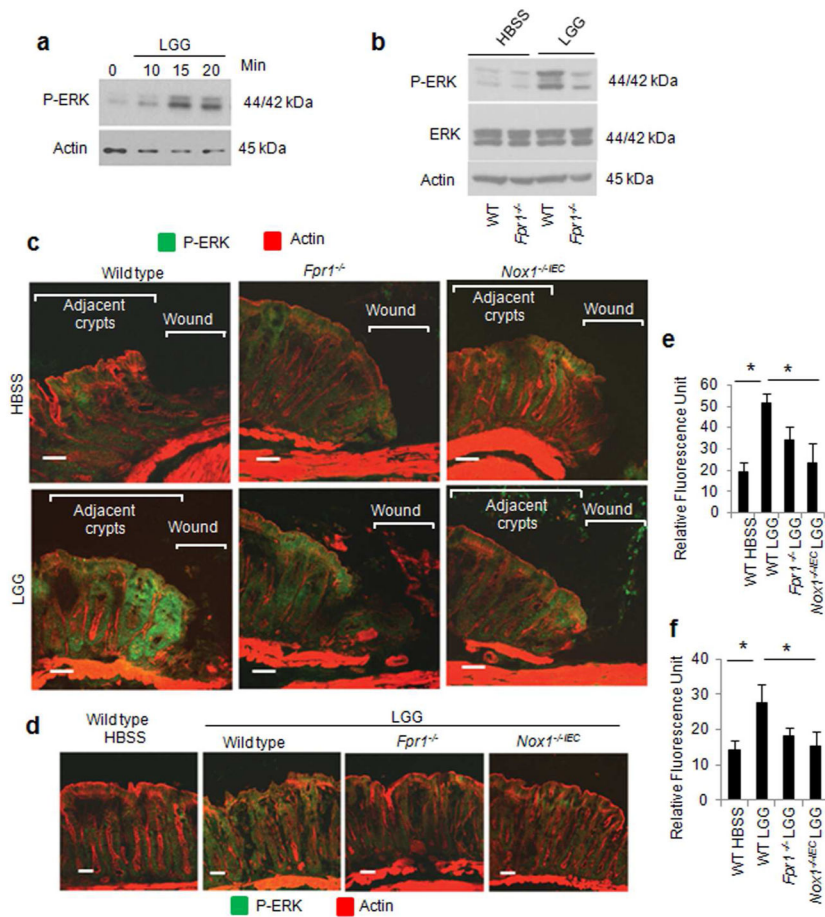 a
LGG
0 10 15 20 Min
P-ERK 44/42 kDa
Actin 45 kDa
b
HBSS LGG
P-ERK 44/42 kDa
ERK 44/42 kDa
Actin 45 kDa
WT Fpr1-/- WT Fpr1-/-
c
P-ERK Actin
Wild type Fpr1-/- Nox1-/-IEC
HBSS
Adjacent crypts Wound
Wound
Adjacent crypts Wound
LGG
Adjacent crypts Wound
Wound
Adjacent crypts Wound
d
Wild type HBSS
LGG
Wild type Fpr1-/- Nox1-/-IEC
P-ERK Actin
e
* *
Relative Fluorescence Unit
60
50
40
30
20
10
0
WT HBSS
WT LGG
Fpr1-/- LGG
Nox1-/-IEC LGG
f
* *
Relative Fluorescence Unit
40
30
20
10
0
WT HBSS
WT LGG
Fpr1-/- LGG
Nox1-/-IEC LGG